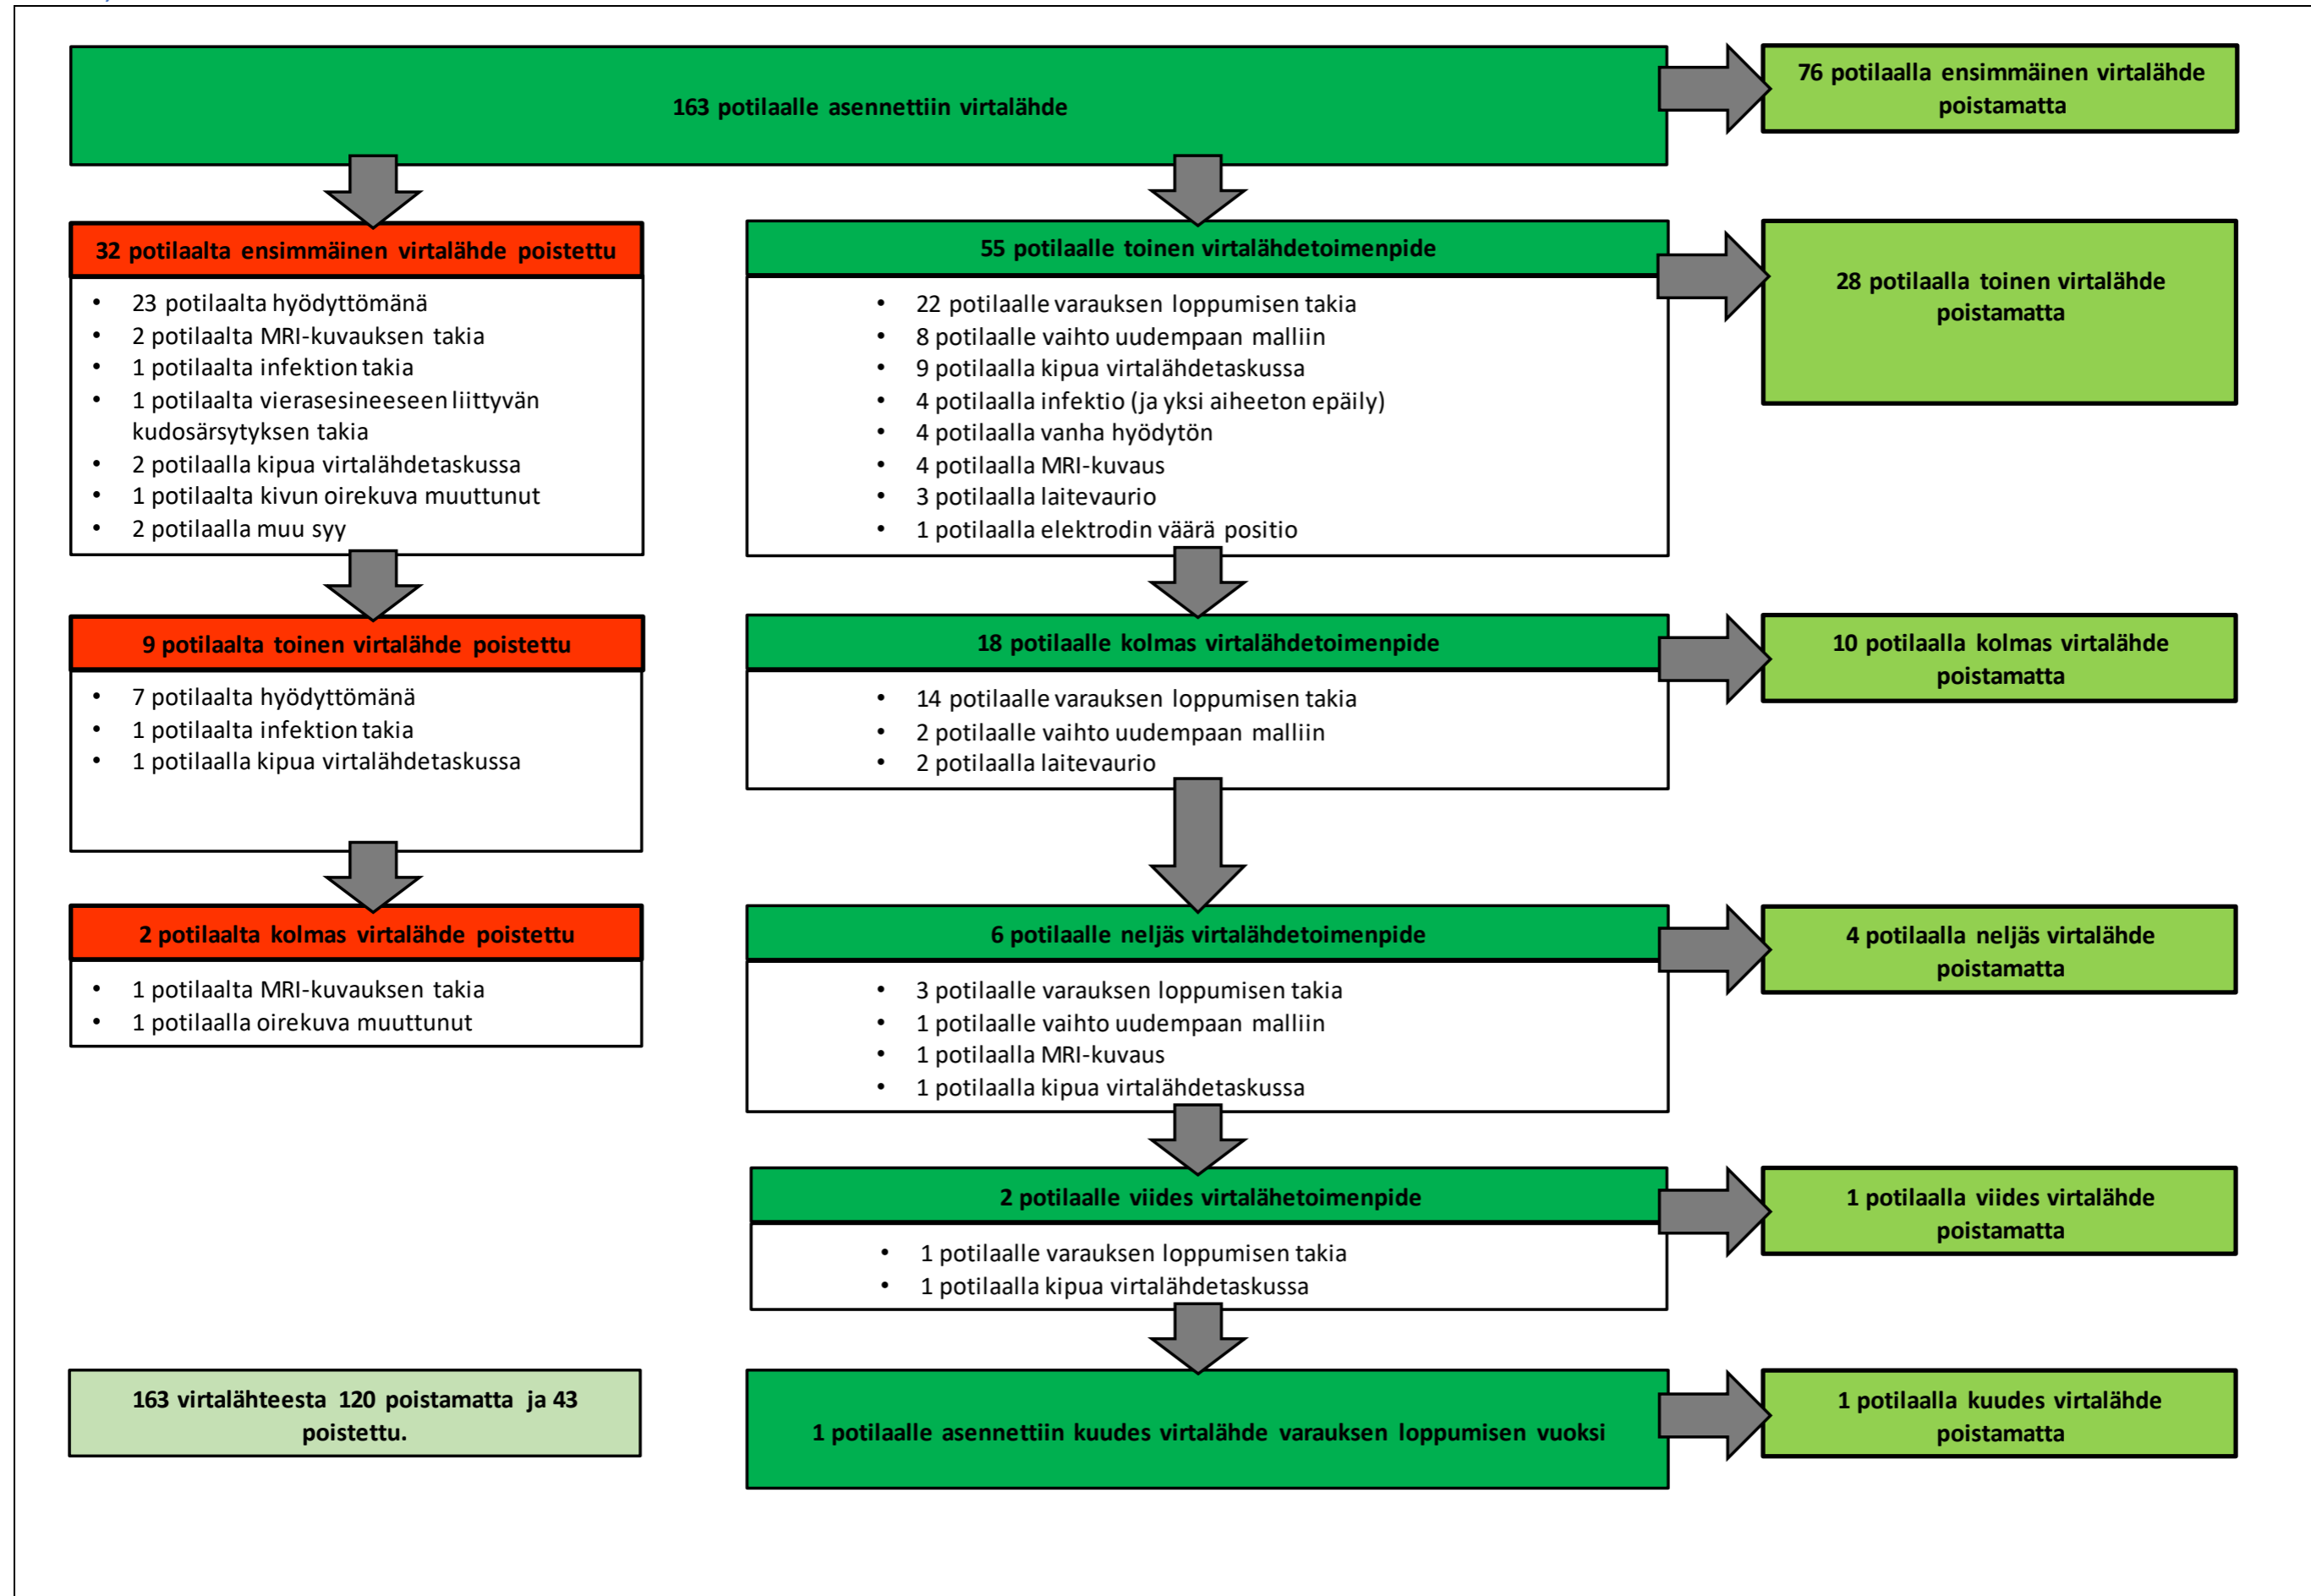 163 potilaalle asennettiin virtalähde
76 potilaalla ensimmäinen virtalähde
poistamatta
32 potilaalta ensimmäinen virtalähde poistettu
• 23 potilaalta hyödyttömänä
• 2 potilaalta MRI-kuvauksen takia
• 1 potilaalta infektion takia
• 1 potilaalta vierasesineeseen liittyvän
kudosärsytyksen takia
• 2 potilaalla kipua virtalähdetaskussa
• 1 potilaalta kivun oirekuva muuttunut
• 2 potilaalla muu syy
55 potilaalle toinen virtalähdetoimenpide
• 22 potilaalle varauksen loppumisen takia
• 8 potilaalle vaihto uudempaan malliin
• 9 potilaalla kipua virtalähdetaskussa
• 4 potilaalla infektio (ja yksi aiheeton epäily)
• 4 potilaalla vanha hyödytön
• 4 potilaalla MRI-kuvaus
• 3 potilaalla laitevaurio
• 1 potilaalla elektrodin väärä positio
28 potilaalla toinen virtalähde
poistamatta
9 potilaalta toinen virtalähde poistettu
• 7 potilaalta hyödyttömänä
• 1 potilaalta infektion takia
• 1 potilaalla kipua virtalähdetaskussa
18 potilaalle kolmas virtalähdetoimenpide
• 14 potilaalle varauksen loppumisen takia
• 2 potilaalle vaihto uudempaan malliin
• 2 potilaalla laitevaurio
10 potilaalla kolmas virtalähde
poistamatta
2 potilaalta kolmas virtalähde poistettu
• 1 potilaalta MRI-kuvauksen takia
• 1 potilaalla oirekuva muuttunut
6 potilaalle neljäs virtalähdetoimenpide
• 3 potilaalle varauksen loppumisen takia
• 1 potilaalle vaihto uudempaan malliin
• 1 potilaalla MRI-kuvaus
• 1 potilaalla kipua virtalähdetaskussa
4 potilaalla neljäs virtalähde
poistamatta
2 potilaalle viides virtalähetoimenpide
• 1 potilaalle varauksen loppumisen takia
• 1 potilaalla kipua virtalähdetaskussa
1 potilaalla viides virtalähde
poistamatta
163 virtalähteesta 120 poistamatta ja 43
poistettu.
1 potilaalle asennettiin kuudes virtalähde varauksen loppumisen vuoksi
1 potilaalla kuudes virtalähde
poistamatta